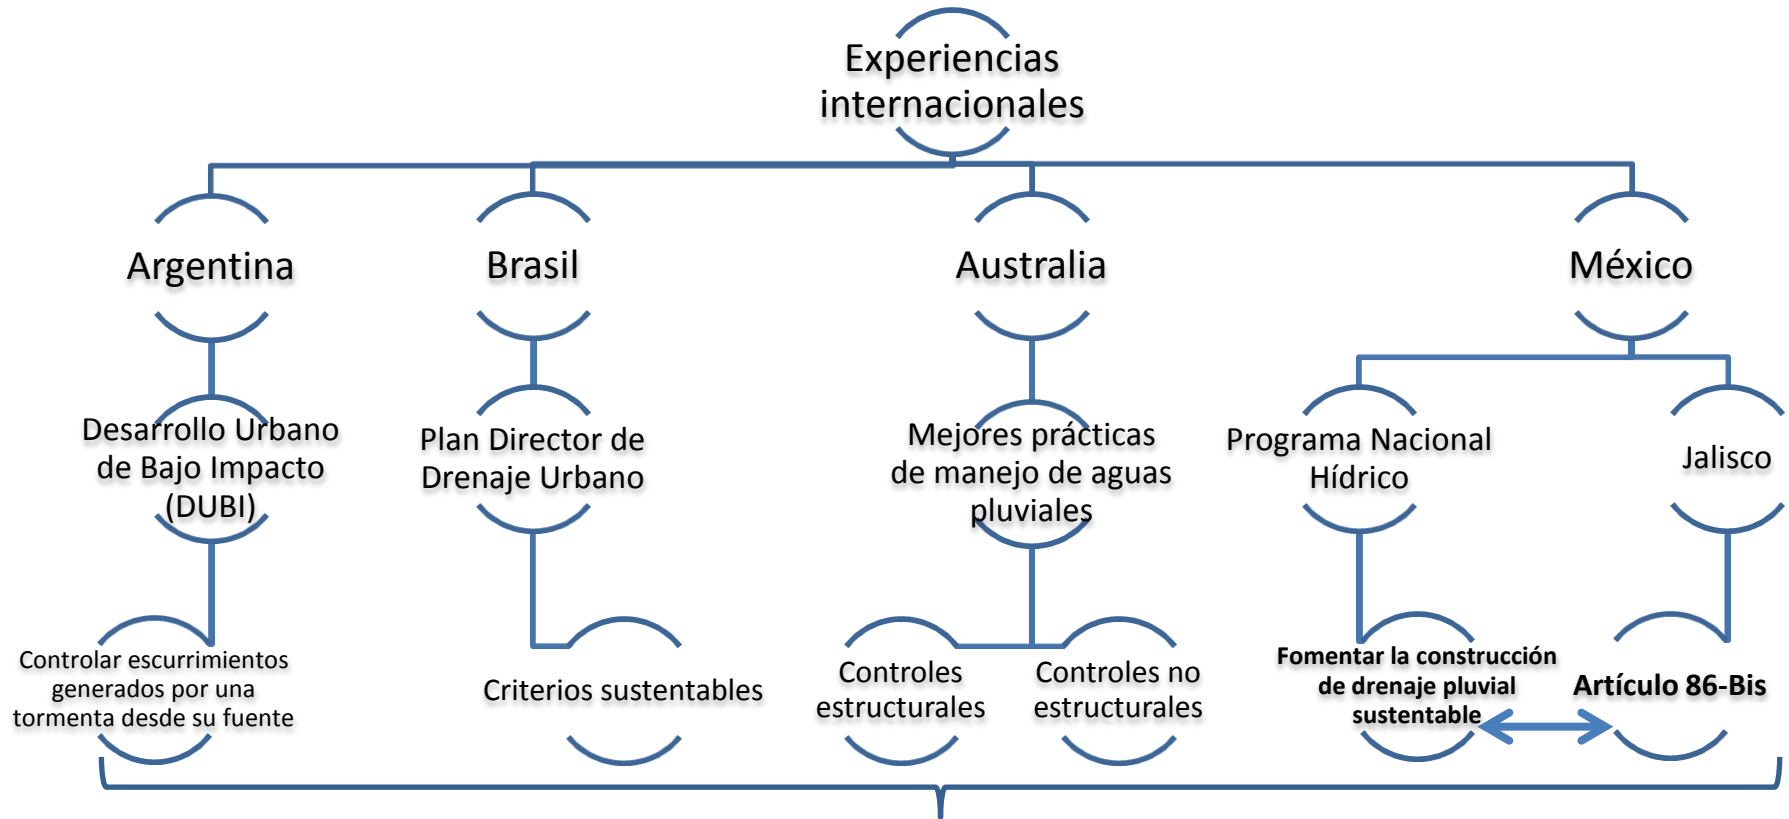 Experiencias
internacionales
Argentina
Brasil
Australia
México
Desarrollo Urbano
de Bajo Impacto
(DUBI)
Plan Director de
Drenaje Urbano
Mejores prácticas
de manejo de aguas
pluviales
Programa Nacional
Hídrico
Jalisco
Controlar escurrimientos
generados por una
tormenta desde su fuente
Criterios sustentables
Controles
estructurales
Controles no
estructurales
Fomentar la construcción
de drenaje pluvial
sustentable
Artículo 86-Bis